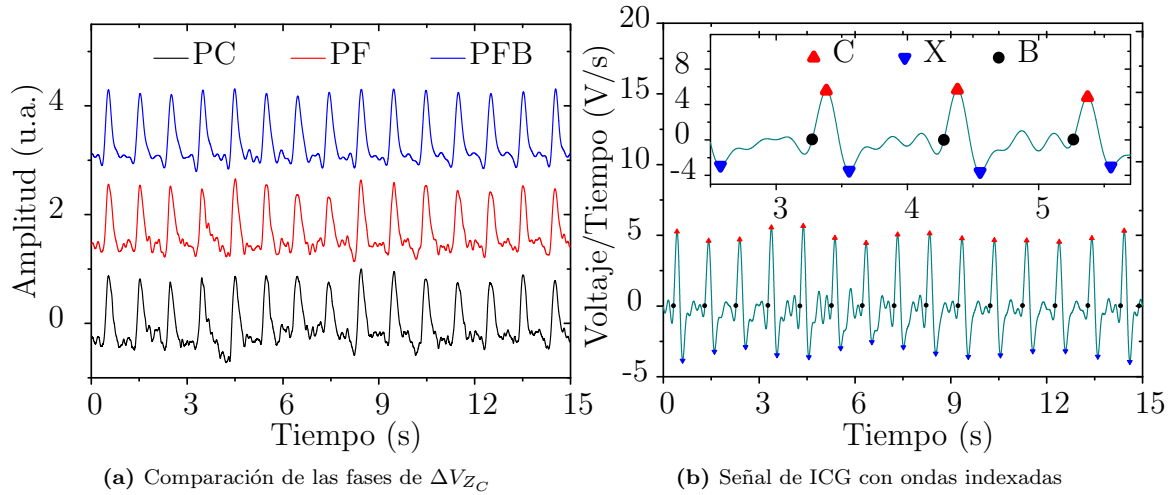 PC PF PFB
Amplitud (u.a.)
4
2
0
0 3 6 9 12 15
Tiempo (s)
(a) Comparación de las fases de ΔV_{Z_C}
C X B
Voltaje/Tiempo (V/s)
20
15
10
5
0
-5
8
4
0
-4
3 4 5
0 3 6 9 12 15
Tiempo (s)
(b) Señal de ICG con ondas indexadas